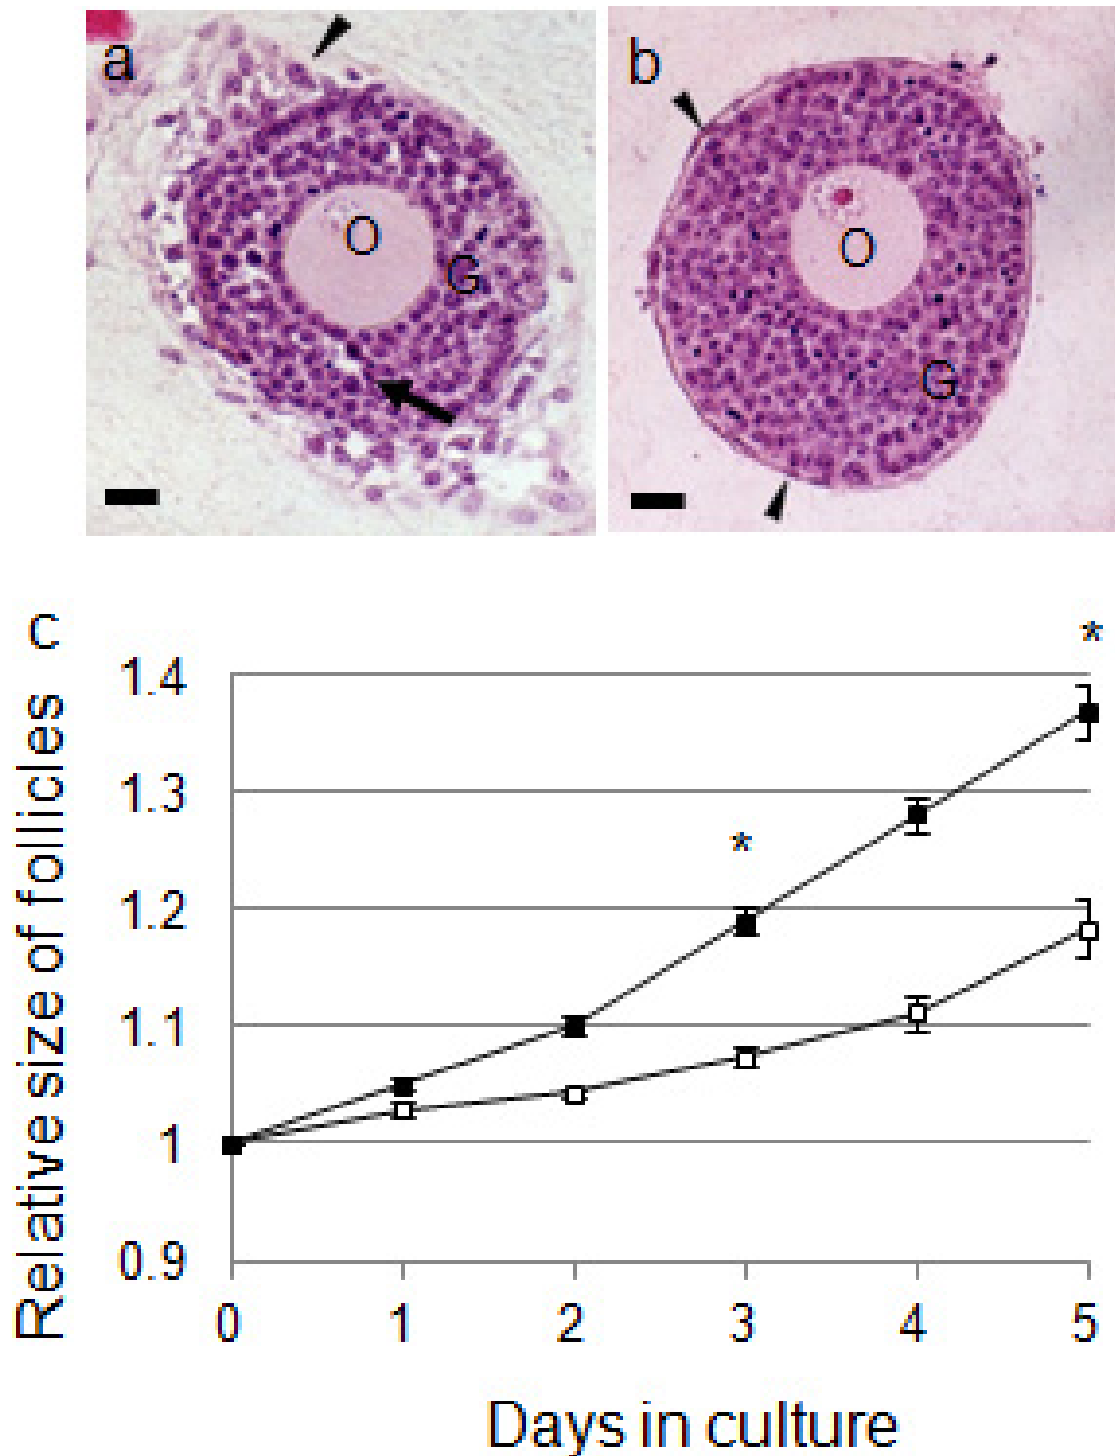 a
b
O
G
O
G
c
Relative size of follicles
1.4
1.3
1.2
1.1
1
0.9
*
*
0 1 2 3 4 5
Days in culture